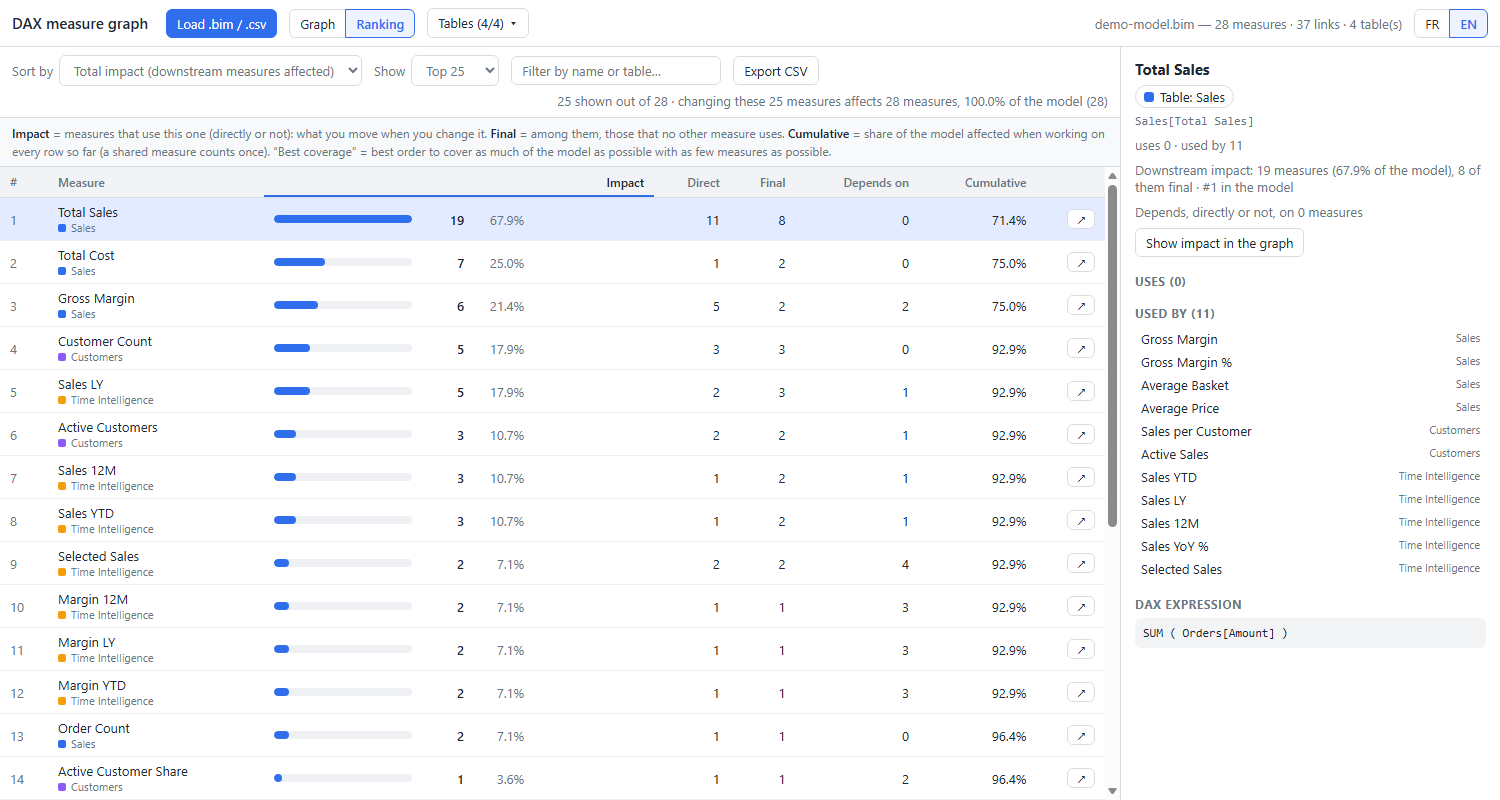 DAX measure graph
Load .bim / .csv
Graph
Ranking
Tables (4/4)
demo-model.bim — 28 measures · 37 links · 4 table(s)
FR
EN
Sort by
Total impact (downstream measures affected)
Show
Top 25
Filter by name or table...
Export CSV
25 shown out of 28 · changing these 25 measures affects 28 measures, 100.0% of the model (28)
Impact = measures that use this one (directly or not): what you move when you change it. Final = among them, those that no other measure uses. Cumulative = share of the model affected when working on
every row so far (a shared measure counts once). “Best coverage” = best order to cover as much of the model as possible with as few measures as possible.
# Measure Impact Direct Final Depends on Cumulative
1 Total Sales 19 67.9% 11 8 0 71.4% ↗
Sales
2 Total Cost 7 25.0% 1 2 0 75.0% ↗
Sales
3 Gross Margin 6 21.4% 5 2 2 75.0% ↗
Sales
4 Customer Count 5 17.9% 3 3 0 92.9% ↗
Customers
5 Sales LY 5 17.9% 2 3 1 92.9% ↗
Time Intelligence
6 Active Customers 3 10.7% 2 2 1 92.9% ↗
Customers
7 Sales 12M 3 10.7% 1 2 1 92.9% ↗
Time Intelligence
8 Sales YTD 3 10.7% 1 2 1 92.9% ↗
Time Intelligence
9 Selected Sales 2 7.1% 2 2 4 92.9% ↗
Time Intelligence
10 Margin 12M 2 7.1% 1 1 3 92.9% ↗
Time Intelligence
11 Margin LY 2 7.1% 1 1 3 92.9% ↗
Time Intelligence
12 Margin YTD 2 7.1% 1 1 3 92.9% ↗
Time Intelligence
13 Order Count 2 7.1% 1 1 0 96.4% ↗
Sales
14 Active Customer Share 1 3.6% 1 1 2 96.4% ↗
Customers
Total Sales
Table: Sales
Sales[Total Sales]
uses 0 · used by 11
Downstream impact: 19 measures (67.9% of the model), 8 of
them final · #1 in the model
Depends, directly or not, on 0 measures
Show impact in the graph
USES (0)
USED BY (11)
Gross Margin Sales
Gross Margin % Sales
Average Basket Sales
Average Price Sales
Sales per Customer Customers
Active Sales Customers
Sales YTD Time Intelligence
Sales LY Time Intelligence
Sales 12M Time Intelligence
Sales YoY % Time Intelligence
Selected Sales Time Intelligence
DAX EXPRESSION
SUM ( Orders[Amount] )